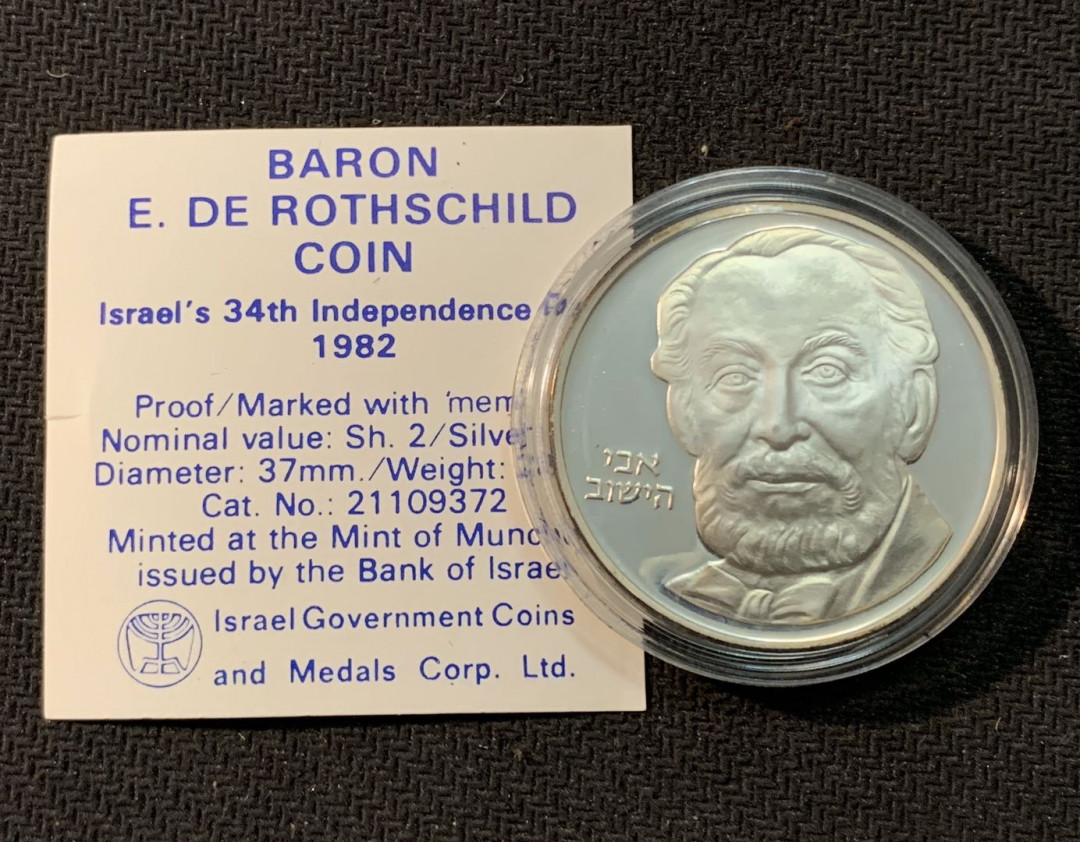 BARON
E. DE ROTHSCHILD
COIN
Israel's 34th Independence
1982
Proof/Marked with 'mem
Nominal value: Sh. 2/Silver
Diameter: 37mm./Weight:
Cat. No.: 21109372
Minted at the Mint of
issued by the Bank of Israel
Israel Government Coins
and Medals Corp. Ltd.
אבי
הישוב